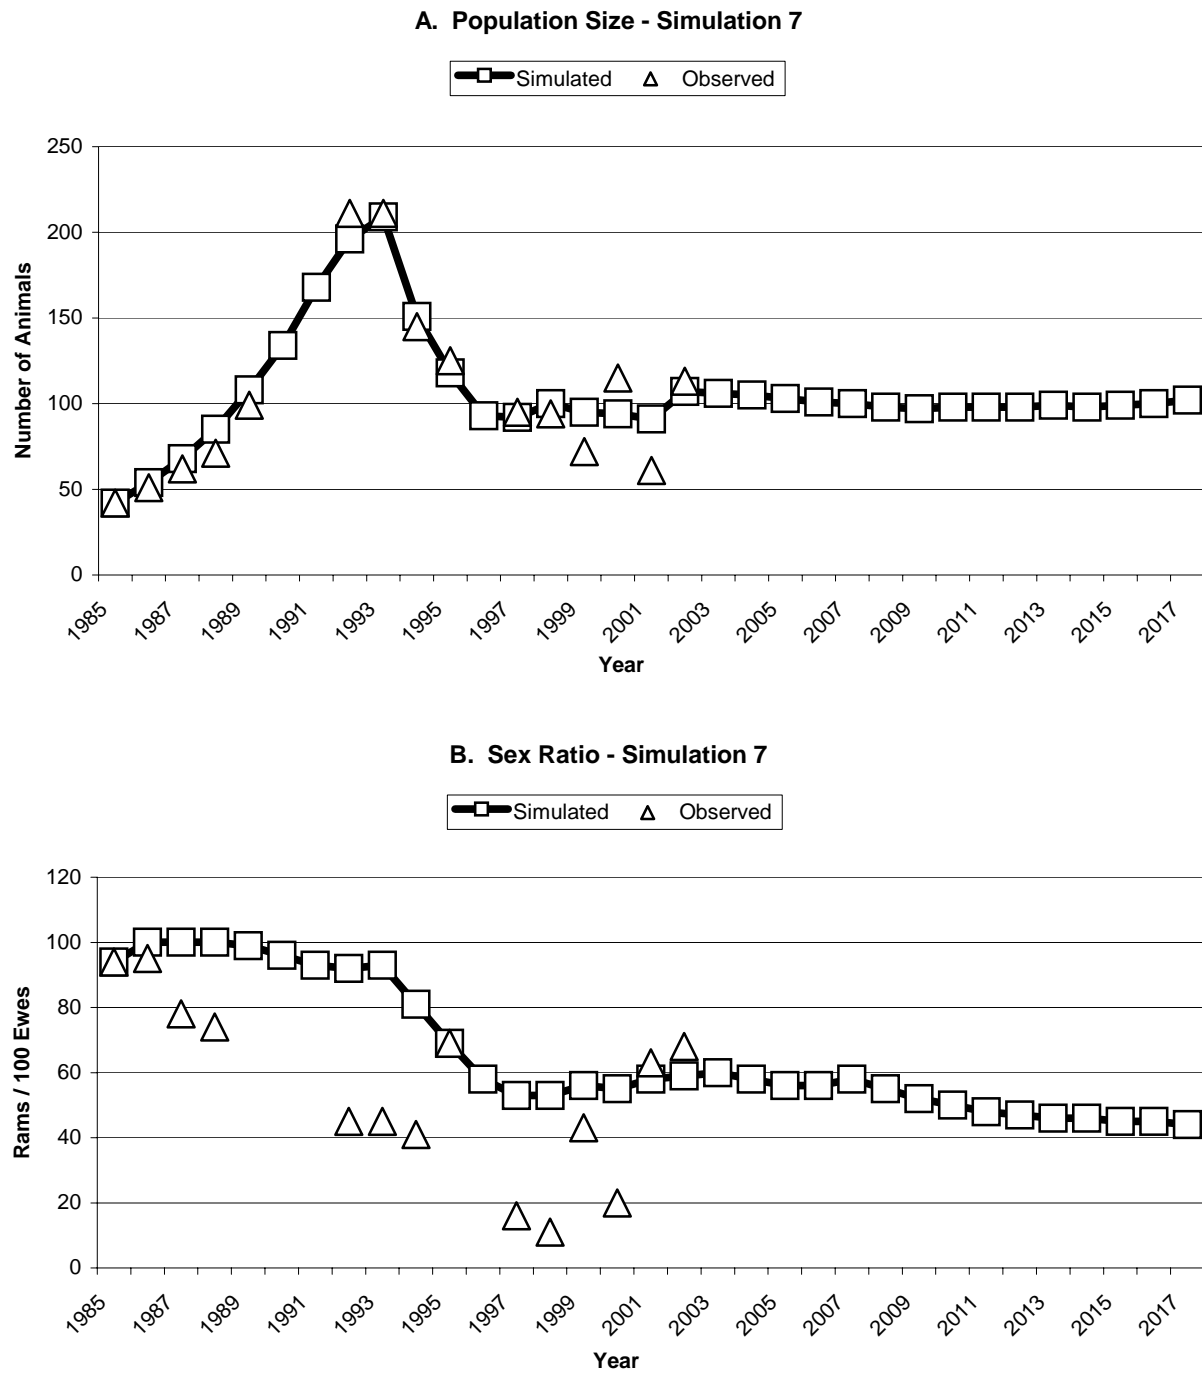 A. Population Size - Simulation 7
Simulated Observed
250
200
150
100
50
0
Number of Animals
1985 1987 1989 1991 1993 1995 1997 1999 2001 2003 2005 2007 2009 2011 2013 2015 2017
Year
B. Sex Ratio - Simulation 7
Simulated Observed
120
100
80
60
40
20
0
Rams / 100 Ewes
1985 1987 1989 1991 1993 1995 1997 1999 2001 2003 2005 2007 2009 2011 2013 2015 2017
Year